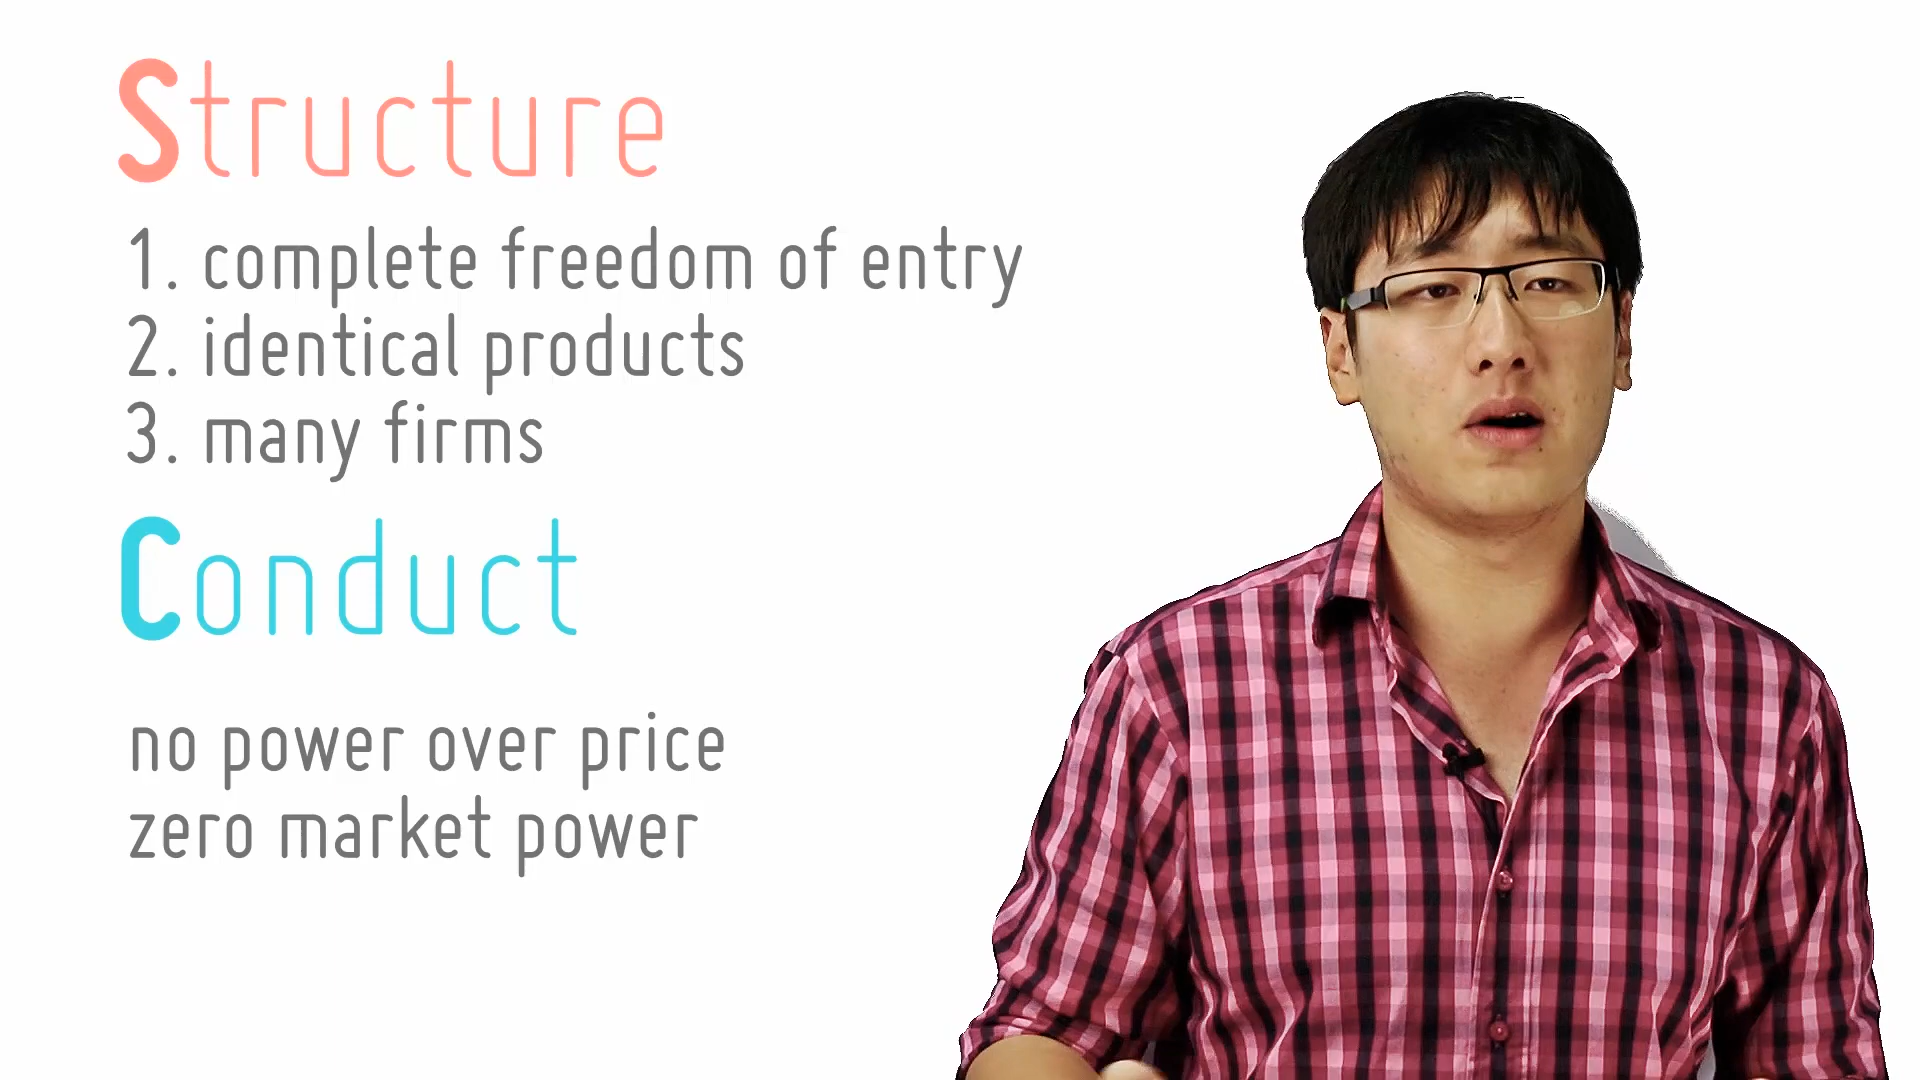 Structure
1. complete freedom of entry
2. identical products
3. many firms
Conduct
no power over price
zero market power